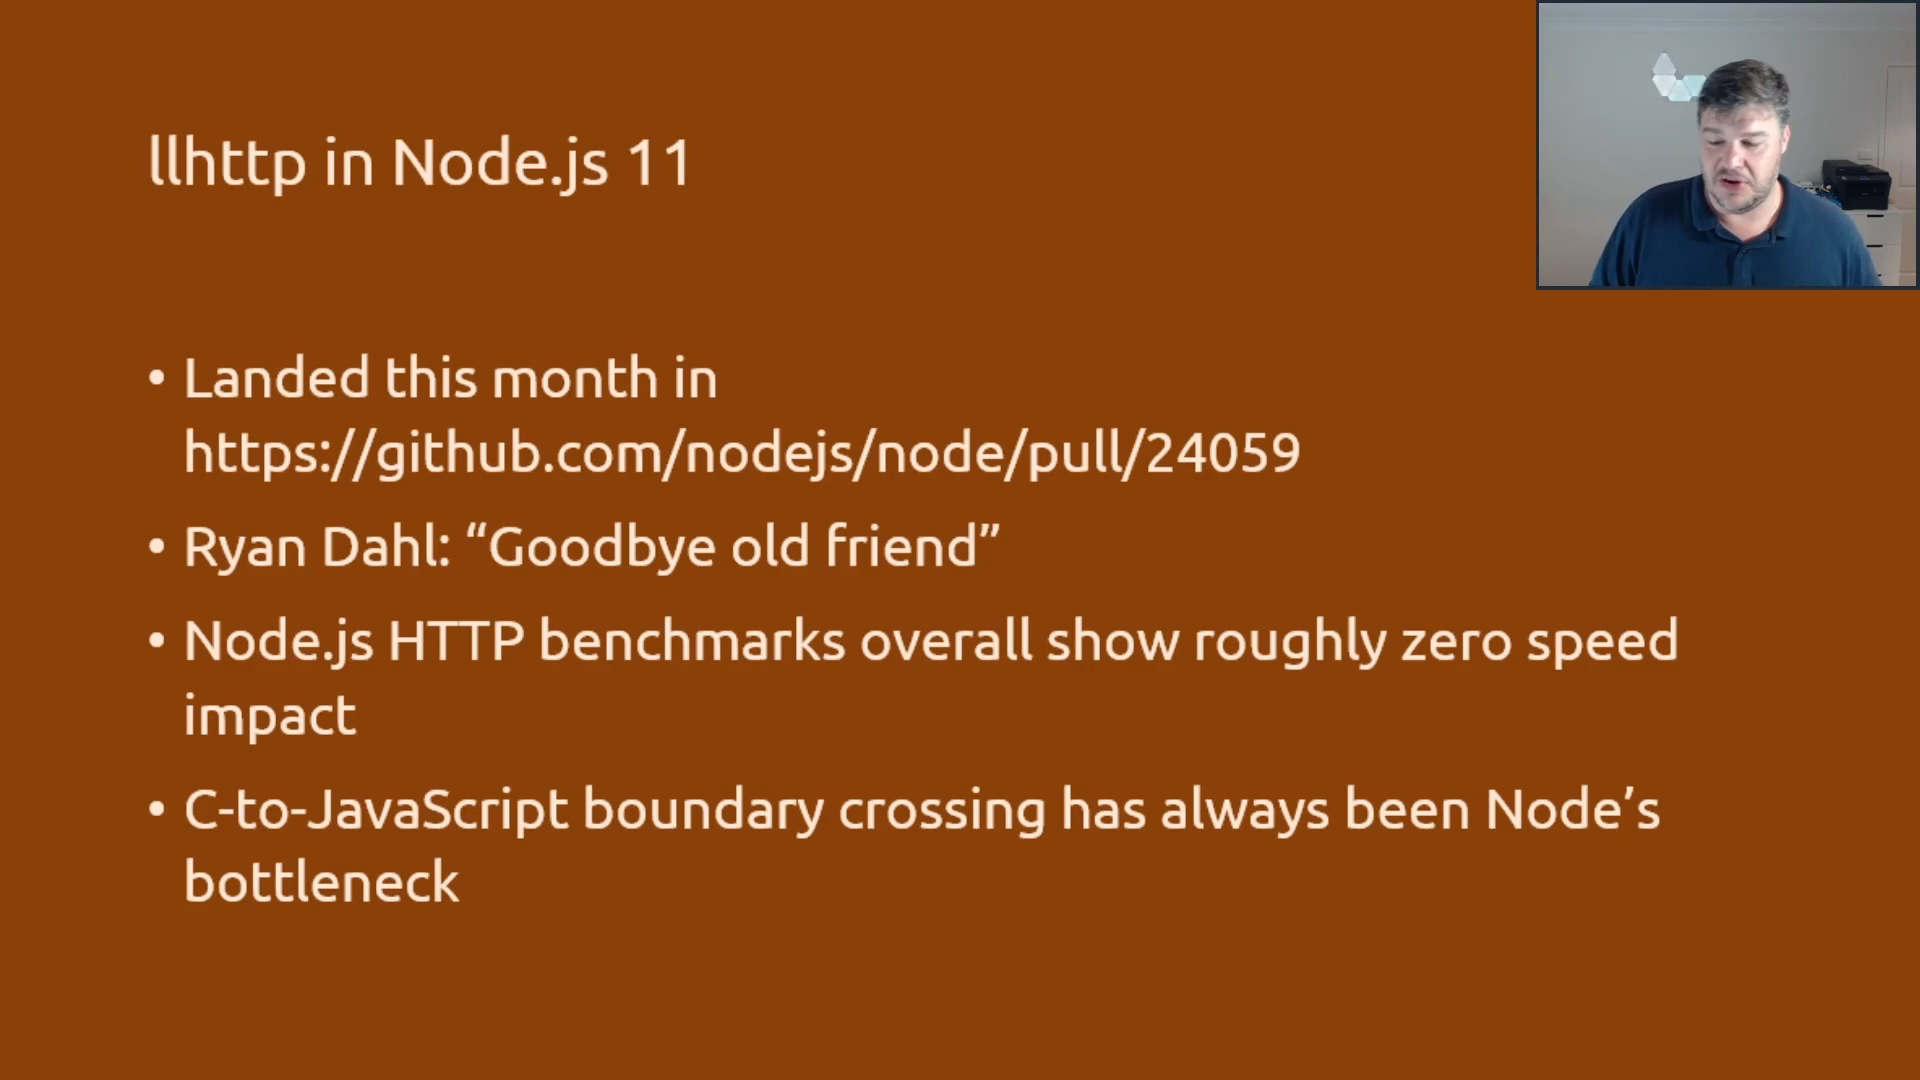 llhttp in Node.js 11
• Landed this month in
https://github.com/nodejs/node/pull/24059
• Ryan Dahl: “Goodbye old friend”
• Node.js HTTP benchmarks overall show roughly zero speed
impact
• C-to-JavaScript boundary crossing has always been Node’s
bottleneck